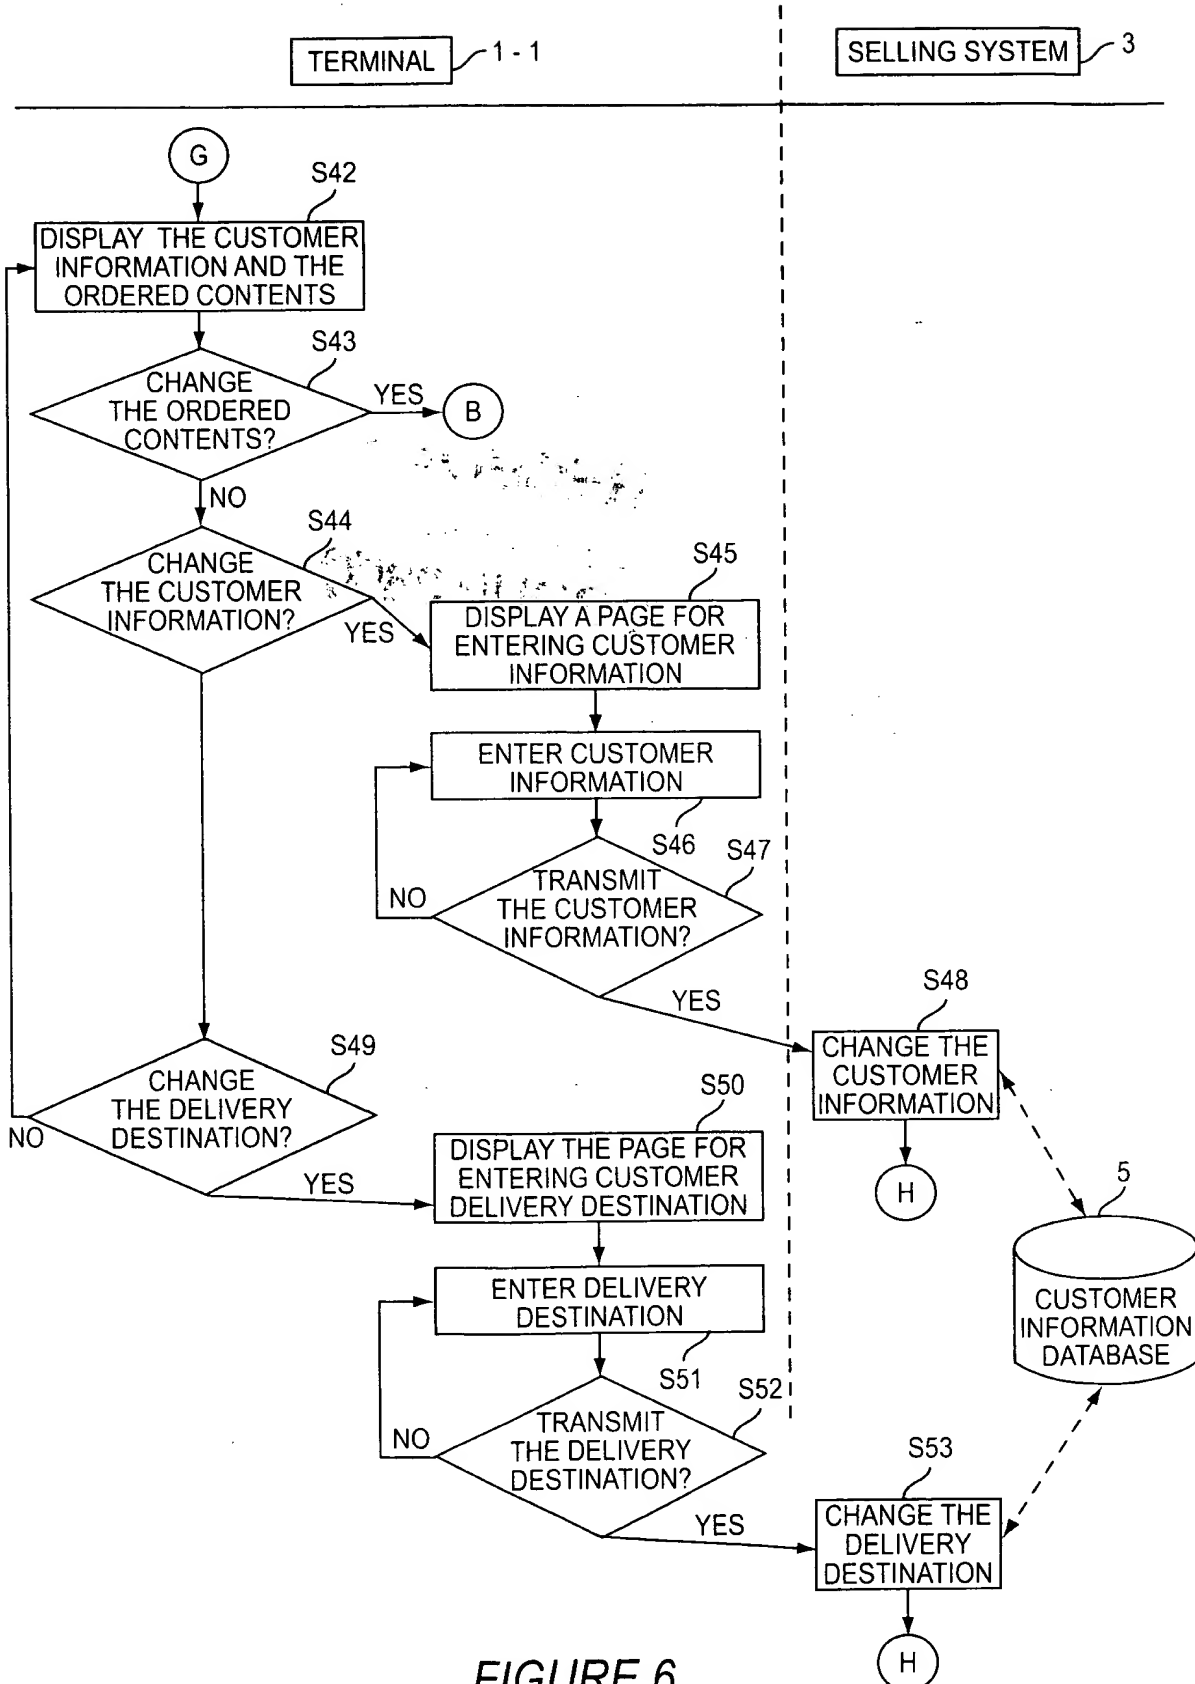 TERMINAL
1 - 1
SELLING SYSTEM
3
G
S42
DISPLAY THE CUSTOMER
INFORMATION AND THE
ORDERED CONTENTS
S43
CHANGE
THE ORDERED
CONTENTS?
YES
B
NO
S44
CHANGE
THE CUSTOMER
INFORMATION?
YES
S45
DISPLAY A PAGE FOR
ENTERING CUSTOMER
INFORMATION
ENTER CUSTOMER
INFORMATION
S46
S47
TRANSMIT
THE CUSTOMER
INFORMATION?
NO
YES
S48
CHANGE THE
CUSTOMER
INFORMATION
H
S49
CHANGE
THE DELIVERY
DESTINATION?
NO
YES
S50
DISPLAY THE PAGE FOR
ENTERING CUSTOMER
DELIVERY DESTINATION
5
CUSTOMER
INFORMATION
DATABASE
ENTER DELIVERY
DESTINATION
S51
S52
TRANSMIT
THE DELIVERY
DESTINATION?
NO
YES
S53
CHANGE THE
DELIVERY
DESTINATION
H
FIGURE 6